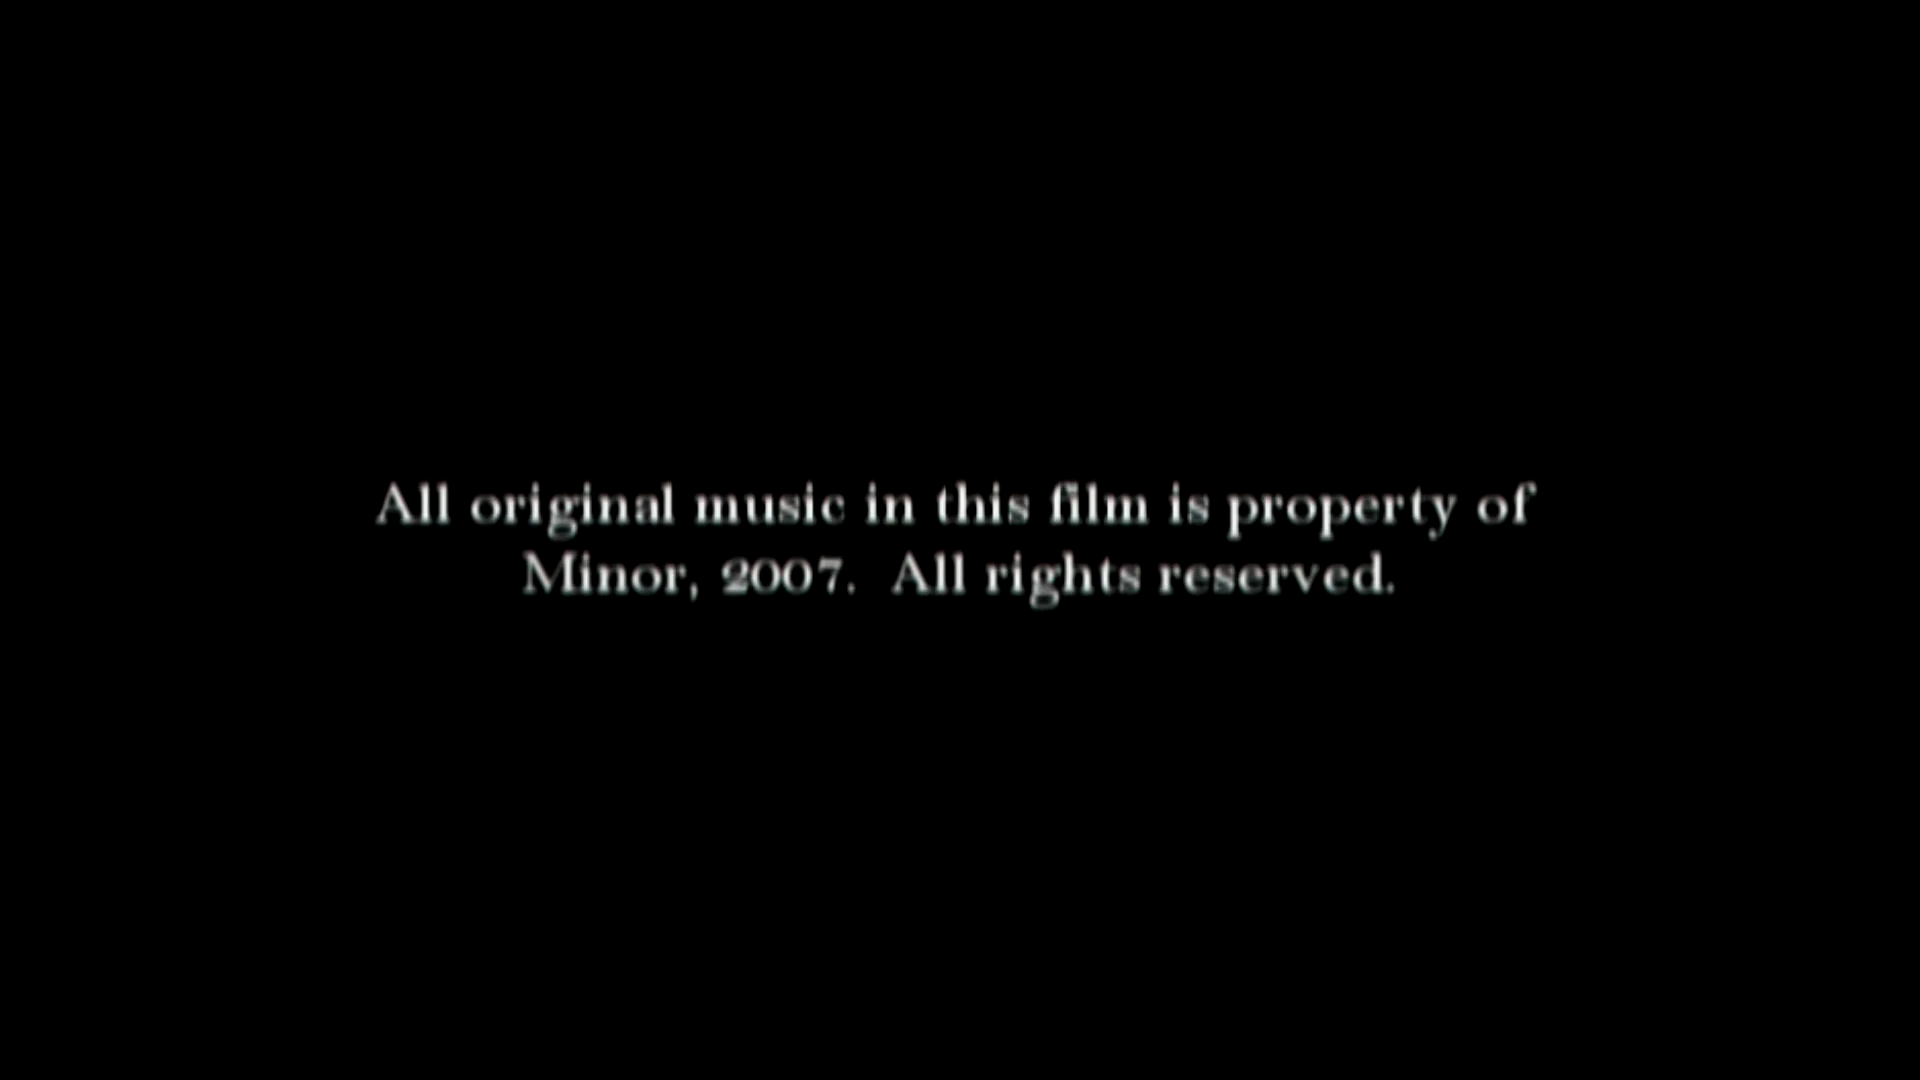 All original music in this film is property of
Minor, 2007.  All rights reserved.